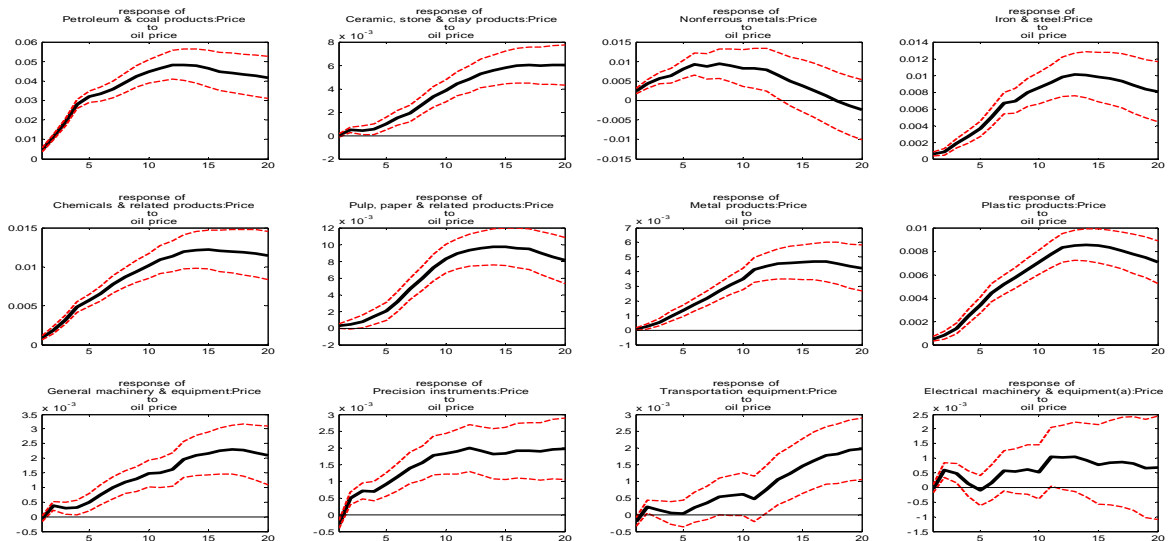 response of
Petroleum & coal products:Price
to
oil price
0.06
0.05
0.04
0.03
0.02
0.01
0
5
10
15
20
response of
Ceramic, stone & clay products:Price
to
oil price
x 10⁻³
8
6
4
2
0
-2
5
10
15
20
response of
Nonferrous metals:Price
to
oil price
0.015
0.01
0.005
0
-0.005
-0.01
-0.015
5
10
15
20
response of
Iron & steel:Price
to
oil price
0.014
0.012
0.01
0.008
0.006
0.004
0.002
0
5
10
15
20
response of
Chemicals & related products:Price
to
oil price
0.015
0.01
0.005
0
5
10
15
20
response of
Pulp, paper & related products:Price
to
oil price
x 10⁻³
12
10
8
6
4
2
0
-2
5
10
15
20
response of
Metal products:Price
to
oil price
x 10⁻³
7
6
5
4
3
2
1
0
-1
5
10
15
20
response of
Plastic products:Price
to
oil price
0.01
0.008
0.006
0.004
0.002
0
5
10
15
20
response of
General machinery & equipment:Price
to
oil price
x 10⁻³
3.5
3
2.5
2
1.5
1
0.5
0
-0.5
5
10
15
20
response of
Precision instruments:Price
to
oil price
x 10⁻³
3
2.5
2
1.5
1
0.5
0
-0.5
5
10
15
20
response of
Transportation equipment:Price
to
oil price
x 10⁻³
3
2.5
2
1.5
1
0.5
0
-0.5
5
10
15
20
response of
Electrical machinery & equipment(a):Price
to
oil price
x 10⁻³
2.5
2
1.5
1
0.5
0
-0.5
-1
-1.5
5
10
15
20